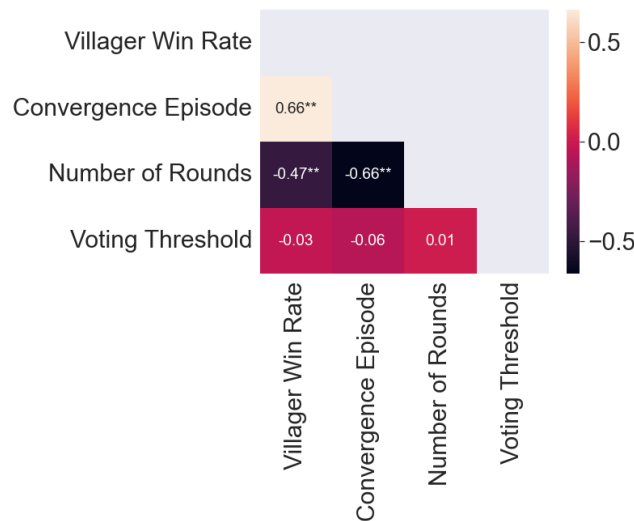 Villager Win Rate
Convergence Episode
0.66**
Number of Rounds
-0.47**
-0.66**
Voting Threshold
-0.03
-0.06
0.01
Villager Win Rate
Convergence Episode
Number of Rounds
Voting Threshold
0.5
0.0
−0.5